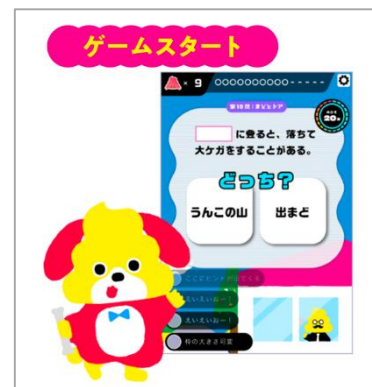 ゲームスタート
× 9
第18回:まどとドア
20
に登ると、落ちて
大ケガをすることがある。
どっち?
うんこの山
出まど
えいえいおー!
えいえいおー!
枠の大きさ可変